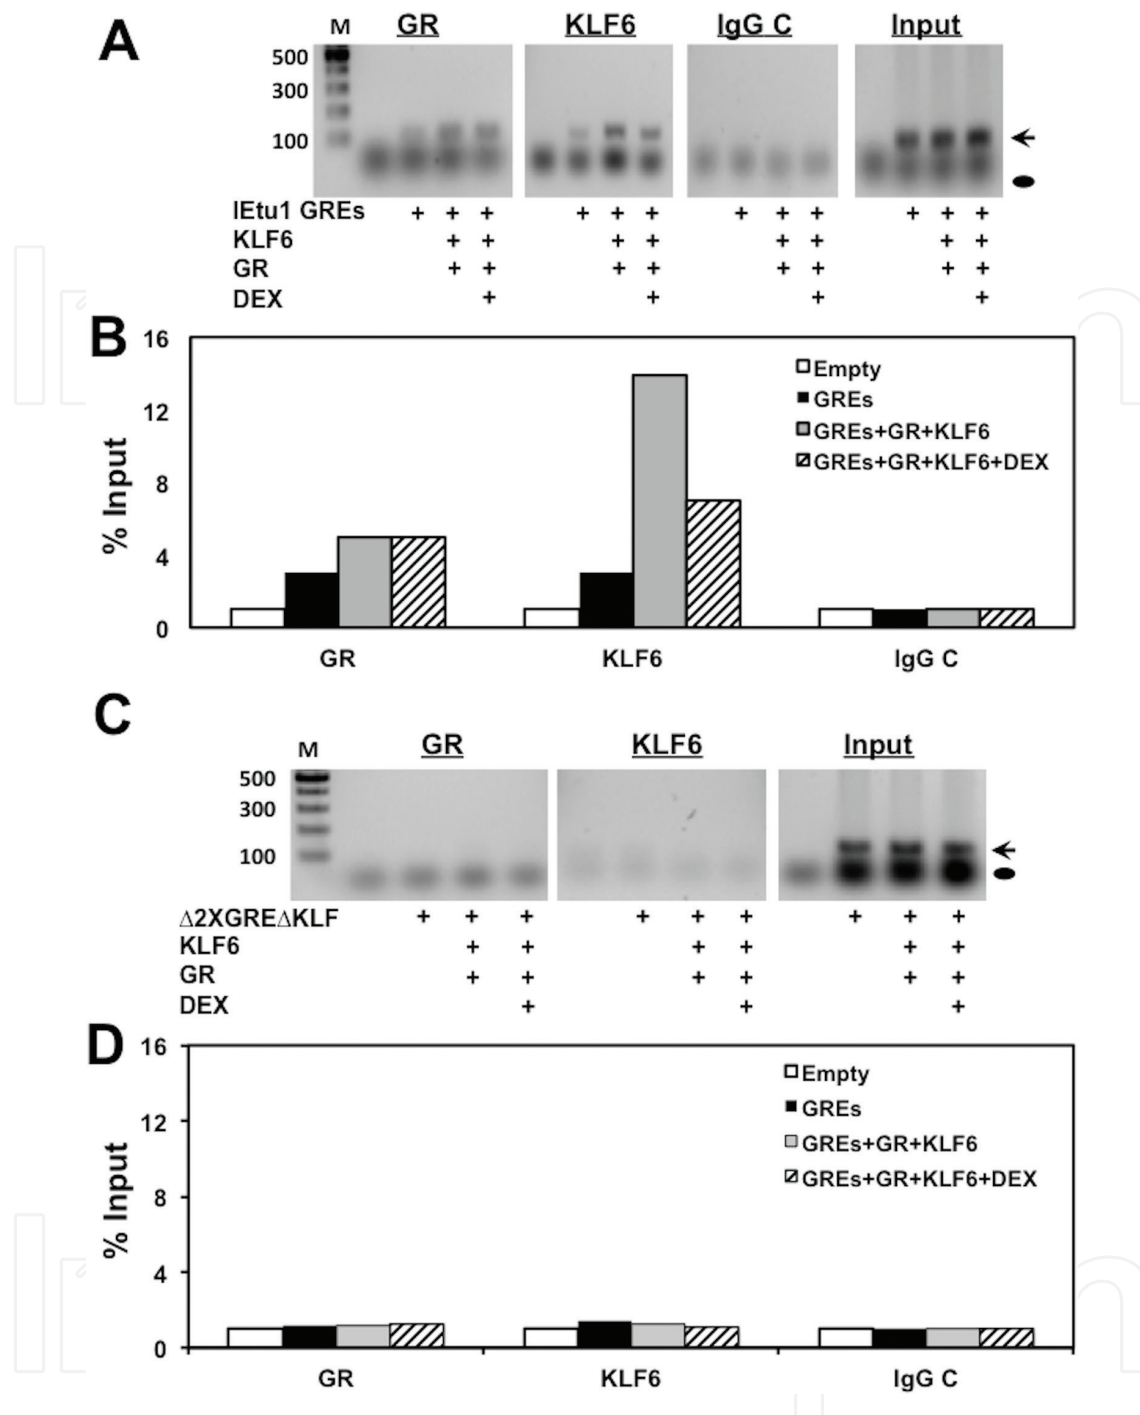 A
M GR KLF6 IgG C Input
500
300
100
IEtu1 GREs + + + + + + + + + + + +
KLF6 + + + + + + + +
GR + + + + + + + +
DEX + + + +
B
16
12
8
4
0
% Input
Empty
GREs
GREs+GR+KLF6
GREs+GR+KLF6+DEX
GR KLF6 IgG C
C
M GR KLF6 Input
500
300
100
Δ2XGREΔKLF + + + + + + + + +
KLF6 + + + + + +
GR + + + + + +
DEX + + +
D
16
12
8
4
0
% Input
Empty
GREs
GREs+GR+KLF6
GREs+GR+KLF6+DEX
GR KLF6 IgG C